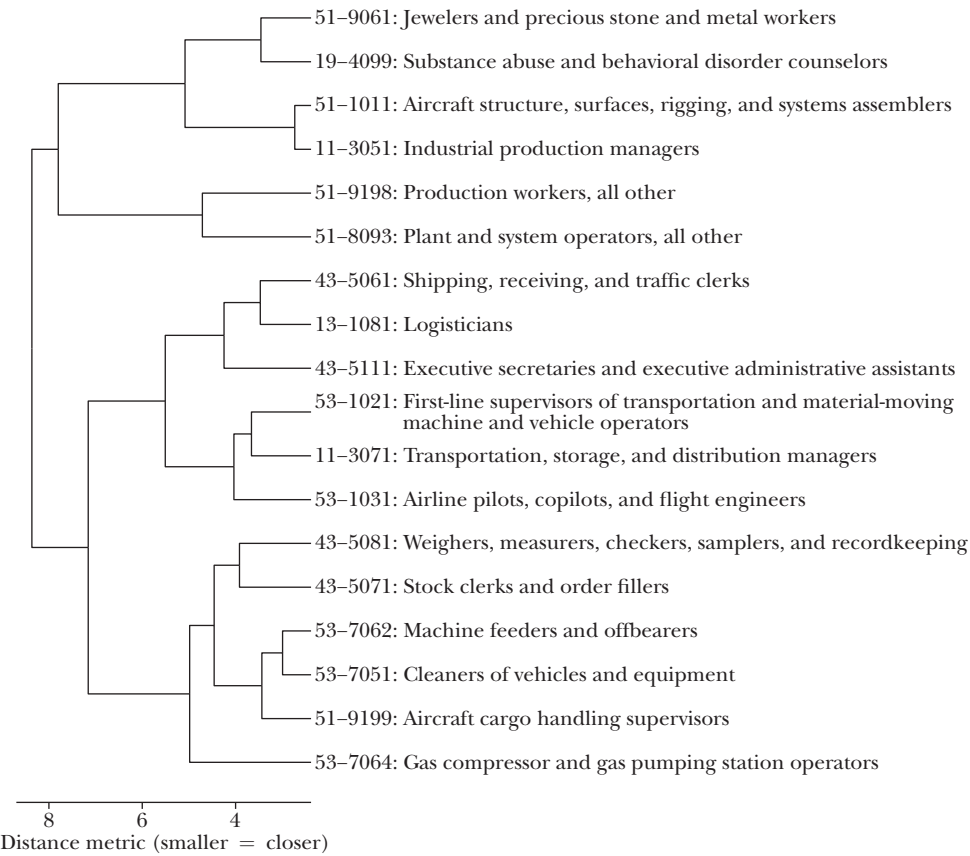 51–9061: Jewelers and precious stone and metal workers
19–4099: Substance abuse and behavioral disorder counselors
51–1011: Aircraft structure, surfaces, rigging, and systems assemblers
11–3051: Industrial production managers
51–9198: Production workers, all other
51–8093: Plant and system operators, all other
43–5061: Shipping, receiving, and traffic clerks
13–1081: Logisticians
43–5111: Executive secretaries and executive administrative assistants
53–1021: First-line supervisors of transportation and material-moving
machine and vehicle operators
11–3071: Transportation, storage, and distribution managers
53–1031: Airline pilots, copilots, and flight engineers
43–5081: Weighers, measurers, checkers, samplers, and recordkeeping
43–5071: Stock clerks and order fillers
53–7062: Machine feeders and offbearers
53–7051: Cleaners of vehicles and equipment
51–9199: Aircraft cargo handling supervisors
53–7064: Gas compressor and gas pumping station operators
8 6 4
Distance metric (smaller = closer)